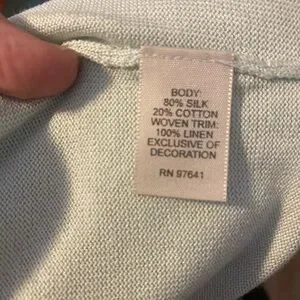 BODY:
80% SILK
20% COTTON
WOVEN TRIM:
100% LINEN
EXCLUSIVE OF
DECORATION
RN 97641